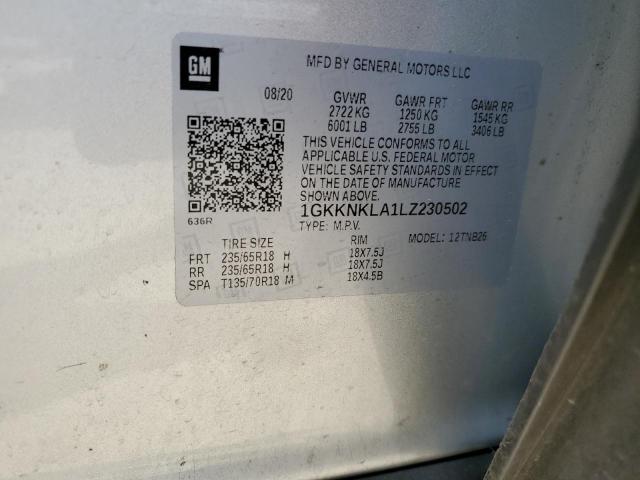 GM
MFD BY GENERAL MOTORS LLC
08/20 GVWR GAWR FRT GAWR RR
2722 KG 1250 KG 1545 KG
6001 LB 2755 LB 3406 LB
THIS VEHICLE CONFORMS TO ALL
APPLICABLE U.S. FEDERAL MOTOR
VEHICLE SAFETY STANDARDS IN
EFFECT ON THE DATE OF MANUFACTURE
SHOWN ABOVE.
636R 1GKKNKLA1LZ230502
TYPE: M.P.V. MODEL: 12TNB26
TIRE SIZE RIM
FRT 235/65R18 H 18X7.5J
RR 235/65R18 H 18X7.5J
SPA T135/70R18 M 18X4.5B